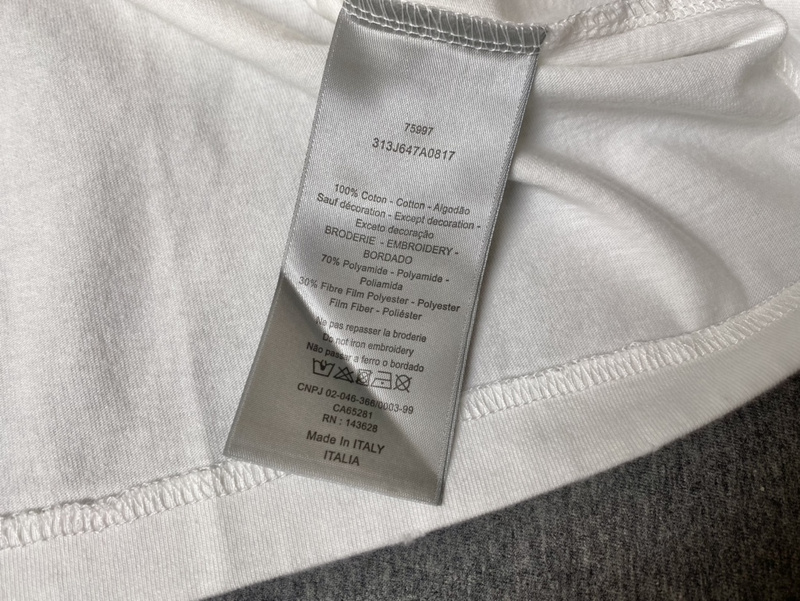 75997
313J647A0817
100% Coton - Cotton - Algodão
Sauf décoration - Except decoration -
Exceto decoração
BRODERIE - EMBROIDERY -
BORDADO
70% Polyamide - Polyamide -
Poliamida
30% Fibre Film Polyester - Polyester
Film Fiber - Poliéster
Ne pas repasser la broderie
Do not iron embroidery
Não passar a ferro o bordado
CNPJ 02-046-366/0003-99
CA65281
RN : 143628
Made In ITALY
ITALIA